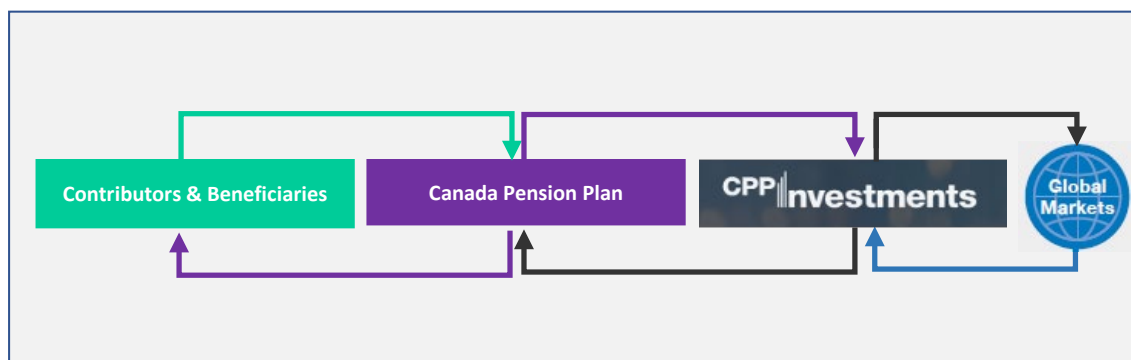 Contributors & Beneficiaries
Canada Pension Plan
CPP Investments
Global
Markets